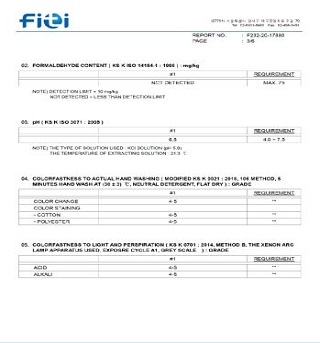 FITI
REPORT NO. : F232-20-17880
PAGE : 3/6
02. FORMALDEHYDE CONTENT ( KS K ISO 14184-1 : 1998 ) : mg/kg
#1 REQUIREMENT
NOT DETECTED MAX. 75
NOTE) DETECTION LIMIT = 16 mg/kg
NOT DETECTED = LESS THAN DETECTION LIMIT
03. pH ( KS K ISO 3071 : 2005 )
#1 REQUIREMENT
6.5 4.0 ~ 7.5
NOTE) THE TYPE OF SOLUTION USED : KCl SOLUTION (pH 5.9)
THE TEMPERATURE OF EXTRACTING SOLUTION : 21.3 ℃
04. COLORFASTNESS TO ACTUAL HAND WASHING ( MODIFIED KS K 0021 : 2010, 106 METHOD, 5
MINUTES HAND WASH AT (30 ± 3) ℃, NEUTRAL DETERGENT, FLAT DRY ) : GRADE
#1 REQUIREMENT
COLOR CHANGE 4-5 **
COLOR STAINING
- COTTON 4-5 **
- POLYESTER 4-5 **
05. COLORFASTNESS TO LIGHT AND PERSPIRATION ( KS K 0701 : 2014, METHOD B, THE XENON ARC
LAMP APPARATUS USED, EXPOSURE CYCLE A1, GREY SCALE ) : GRADE
#1 REQUIREMENT
ACID 4-5 **
ALKALI 4-5 **